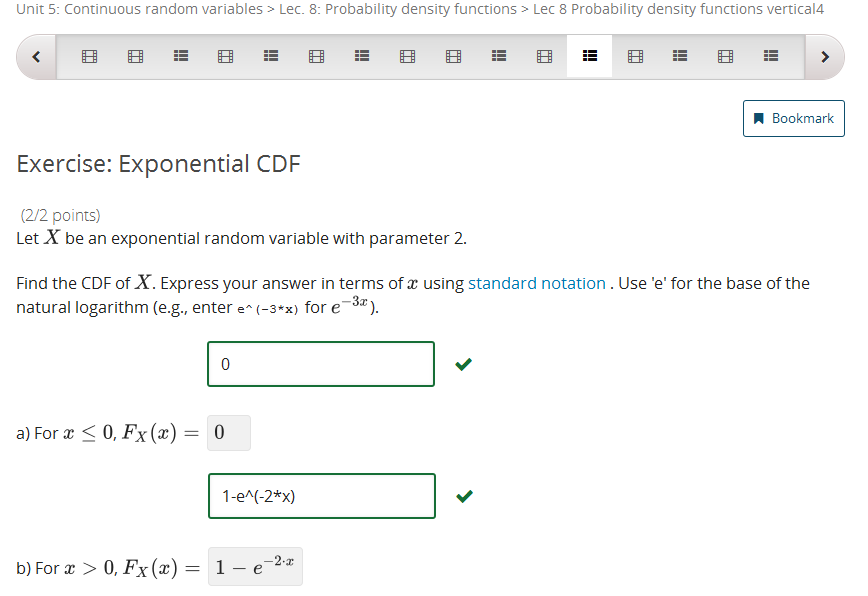 Unit 5: Continuous random variables > Lec. 8: Probability density functions > Lec 8 Probability density functions vertical4
Bookmark
Exercise: Exponential CDF
(2/2 points)
Let X be an exponential random variable with parameter 2.
Find the CDF of X. Express your answer in terms of x using standard notation . Use 'e' for the base of the
natural logarithm (e.g., enter e^(-3*x) for e^{-3x}).
0
a) For x ≤ 0, F_X(x) = 0
1-e^(-2*x)
b) For x > 0, F_X(x) = 1 − e^{-2·x}